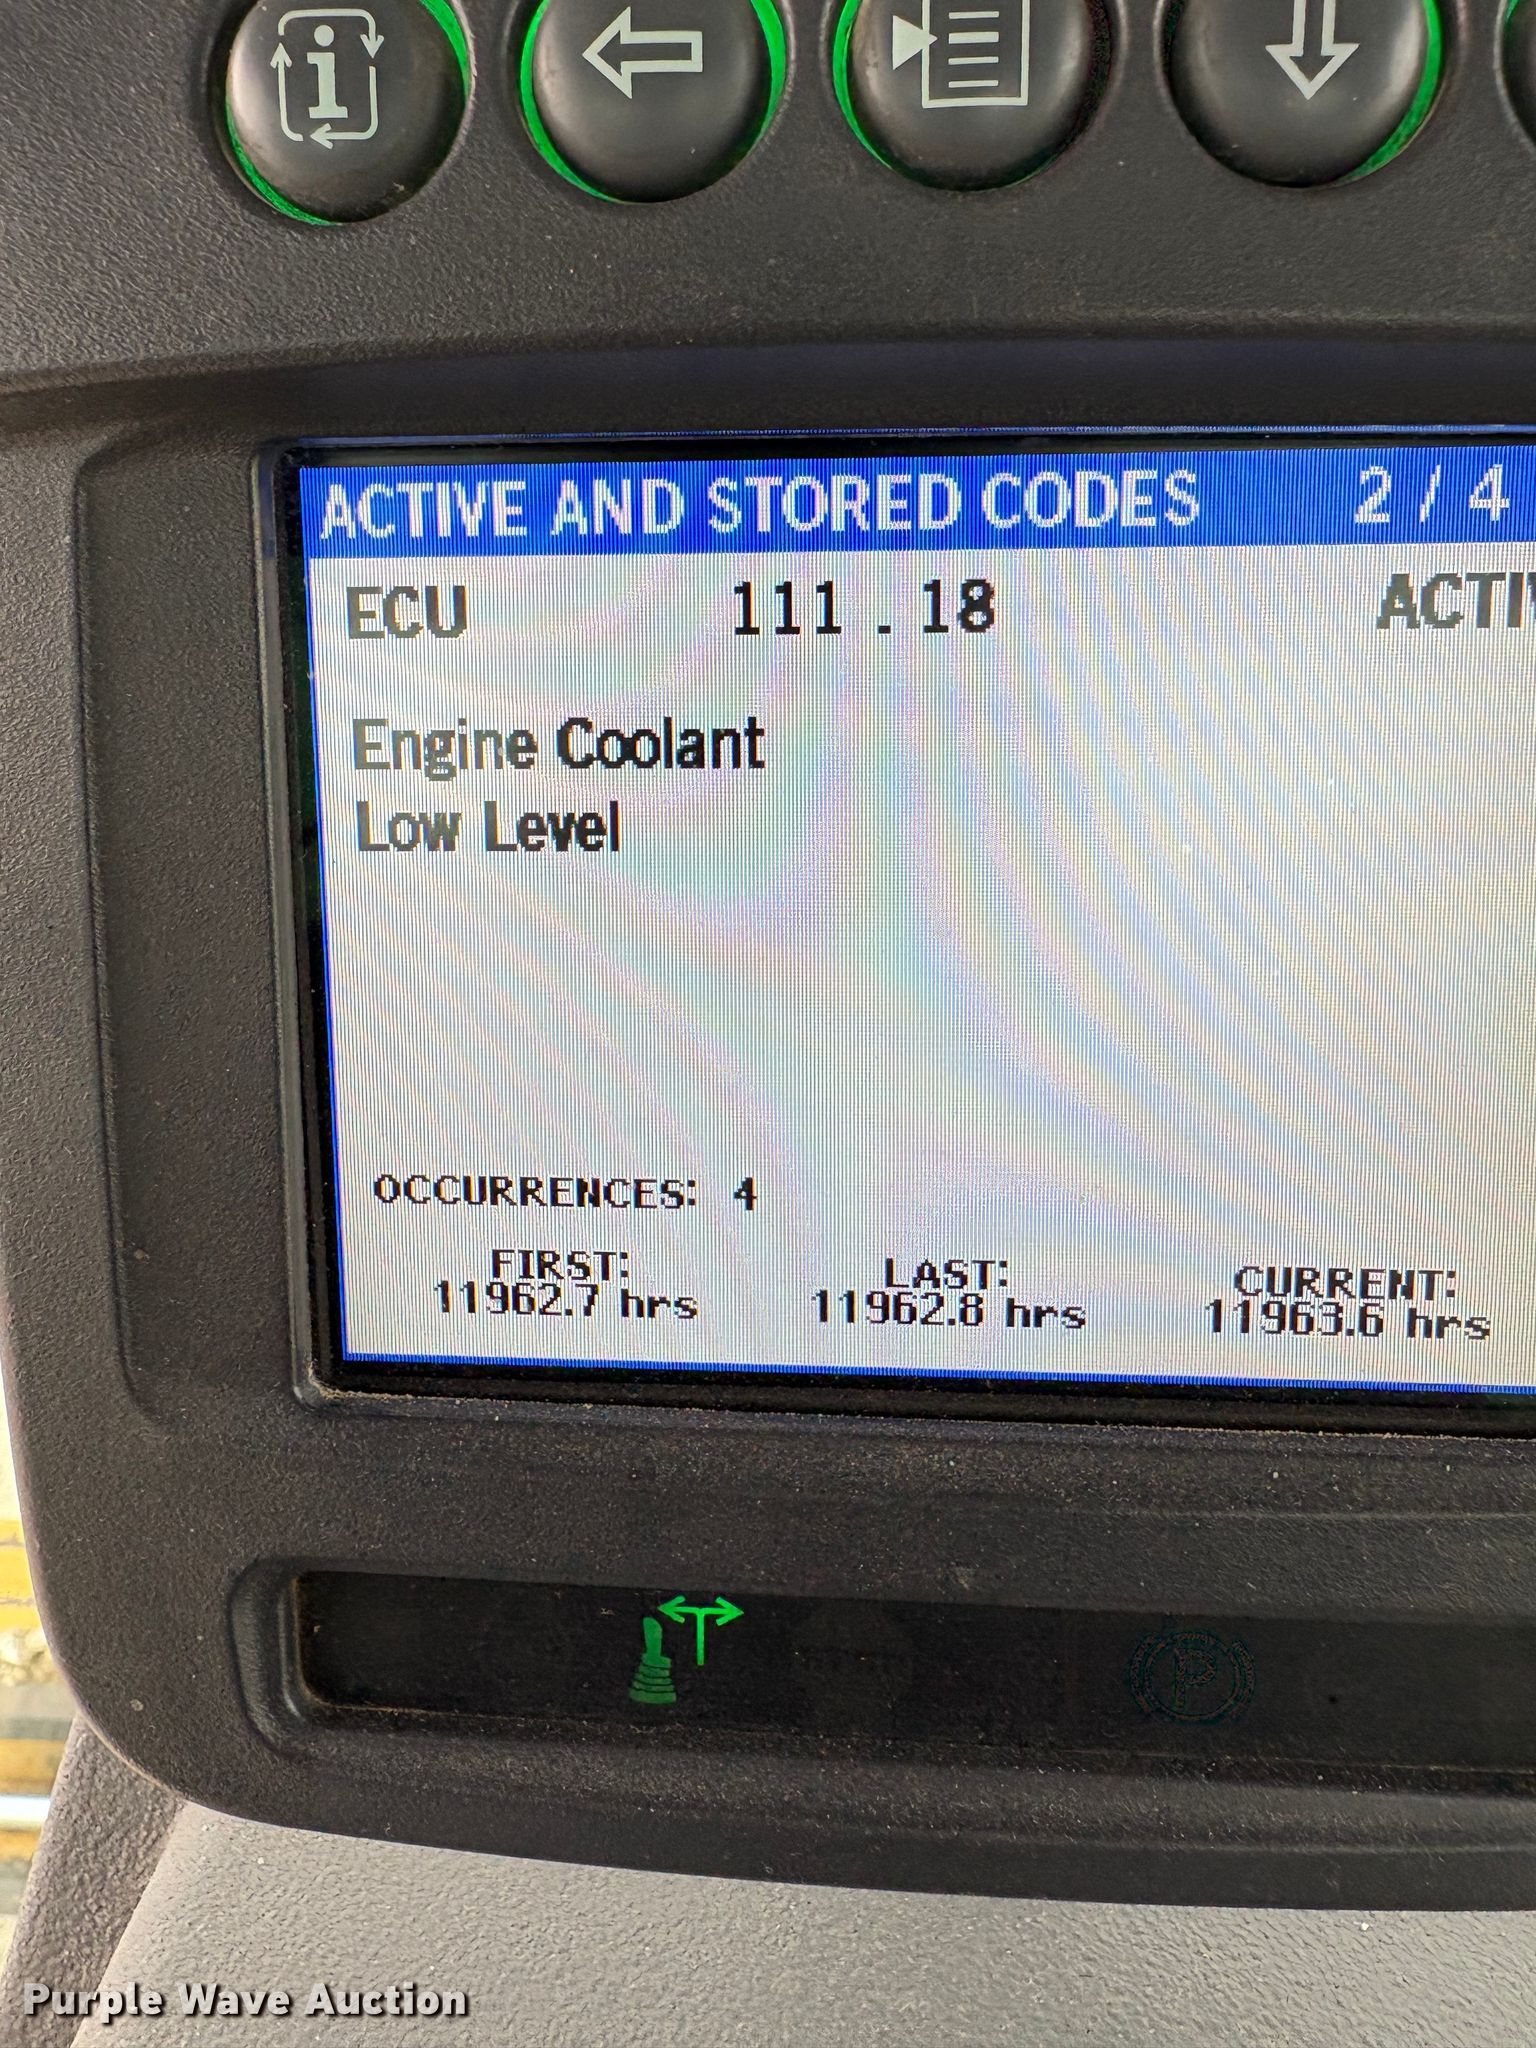 ACTIVE AND STORED CODES 2 / 4
ECU 111 . 18 ACTI
Engine Coolant
Low Level
OCCURRENCES: 4
FIRST: LAST: CURRENT:
11962.7 hrs 11962.8 hrs 11963.6 hrs
P
Purple Wave Auction